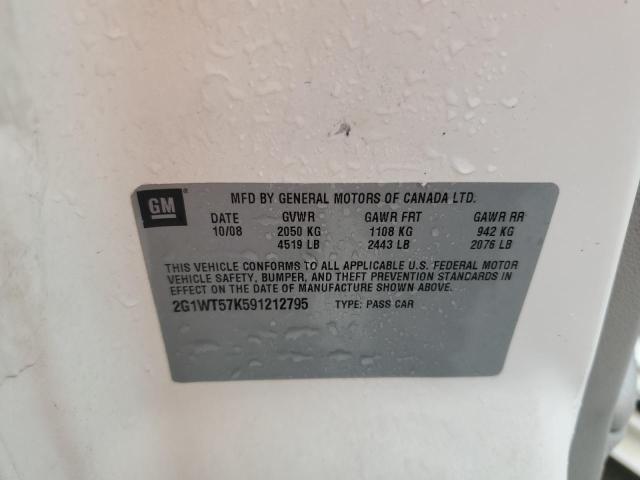 GM
MFD BY GENERAL MOTORS OF CANADA LTD.
DATE GVWR GAWR FRT GAWR RR
10/08 2050 KG 1108 KG 942 KG
4519 LB 2443 LB 2076 LB
THIS VEHICLE CONFORMS TO ALL APPLICABLE U.S. FEDERAL MOTOR
VEHICLE SAFETY, BUMPER, AND THEFT PREVENTION STANDARDS IN
EFFECT ON THE DATE OF MANUFACTURE SHOWN ABOVE.
2G1WT57K591212795 TYPE: PASS CAR